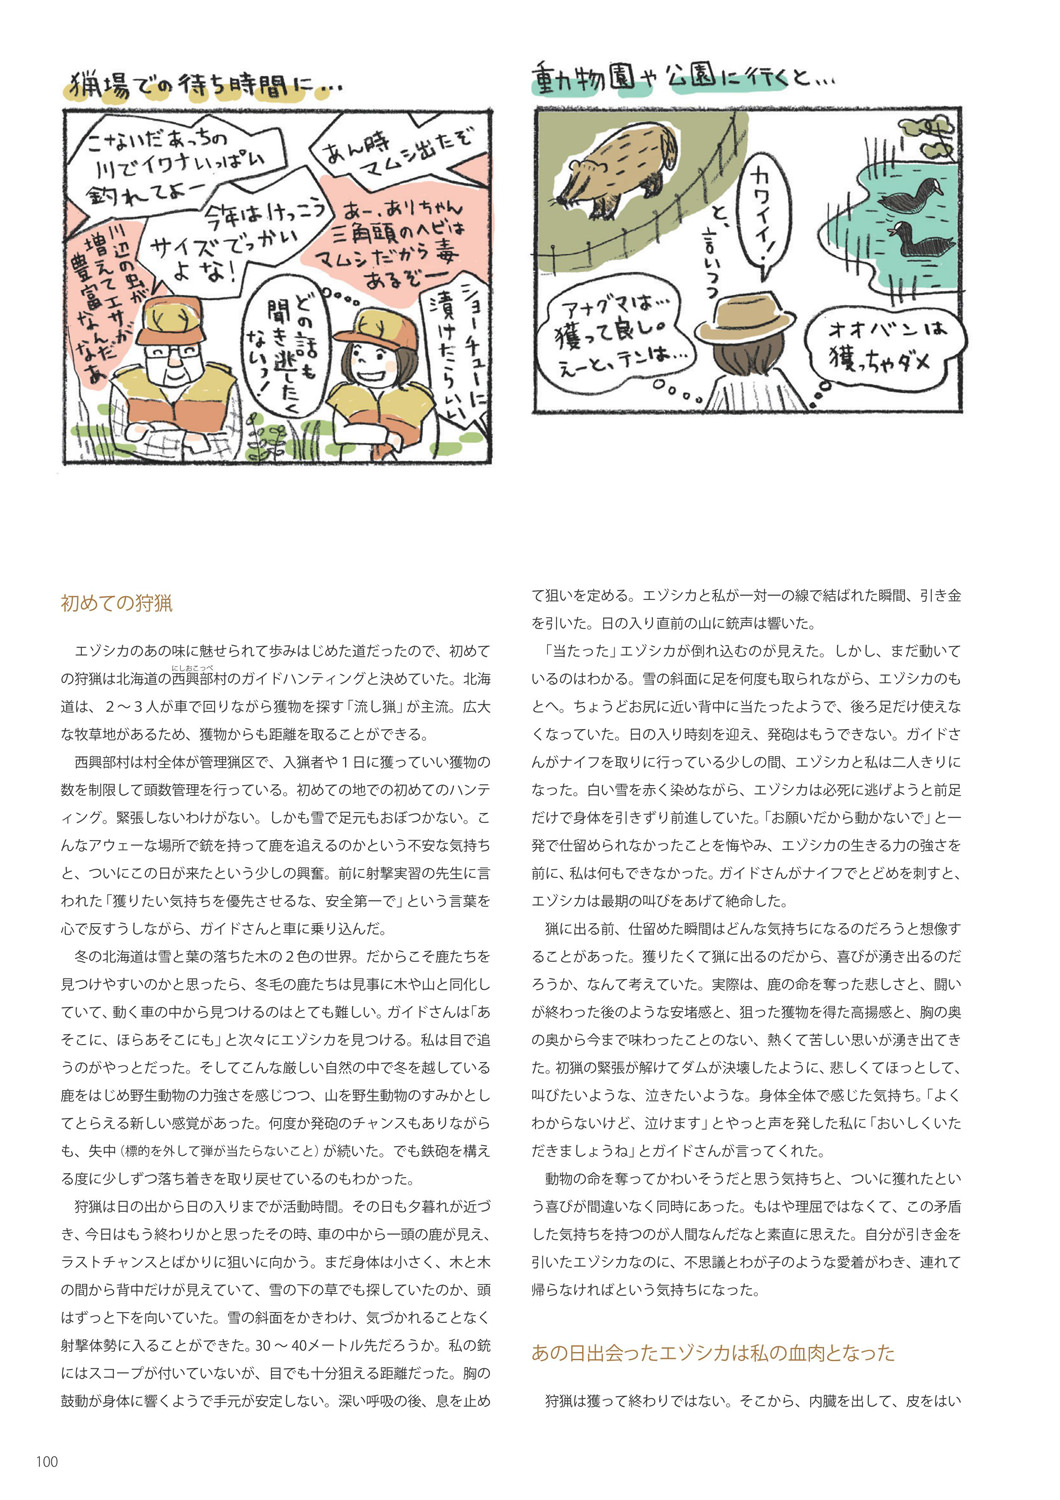 猟場での待ち時間に…
こないだあっちの
川でイワナいっぱい
釣れてよー
今年はけっこう
サイズでっかい
よな!
川辺の虫が
増えてエサが
豊富なんだ
なあ
あん時
マムシ出たぞ
あー、ありちゃん
三角頭のヘビは
マムシだから毒
あるぞー
ショーチューに
漬けたらいい
どの話も
聞き逃したく
ないっ!
動物園や公園に行くと…
カワイイ!
と、言いつつ
アナグマは…
獲って良し。
えーと、テンは…
オオバンは
獲っちゃダメ
初めての狩猟
エゾシカのあの味に魅せられて歩みはじめた道だったので、初めて
の狩猟は北海道の西興部村のガイドハンティングと決めていた。北海
にしおこっぺ
道は、2〜3人が車で回りながら獲物を探す「流し猟」が主流。広大
な牧草地があるため、獲物からも距離を取ることができる。
西興部村は村全体が管理猟区で、入猟者や1日に獲っていい獲物の
数を制限して頭数管理を行っている。初めての地での初めてのハンテ
ィング。緊張しないわけがない。しかも雪で足元もおぼつかない。こ
んなアウェーな場所で銃を持って鹿を追えるのかという不安な気持ち
と、ついにこの日が来たという少しの興奮。前に射撃実習の先生に言
われた「獲りたい気持ちを優先させるな、安全第一で」という言葉を
心で反すうしながら、ガイドさんと車に乗り込んだ。
冬の北海道は雪と葉の落ちた木の2色の世界。だからこそ鹿たちを
見つけやすいのかと思ったら、冬毛の鹿たちは見事に木や山と同化し
ていて、動く車の中から見つけるのはとても難しい。ガイドさんは「あ
そこに、ほらあそこにも」と次々にエゾシカを見つける。私は目で追
うのがやっとだった。そしてこんな厳しい自然の中で冬を越している
鹿をはじめ野生動物の力強さを感じつつ、山を野生動物のすみかとし
てとらえる新しい感覚があった。何度か発砲のチャンスもありながら
も、失中(標的を外して弾が当たらないこと)が続いた。でも鉄砲を構え
る度に少しずつ落ち着きを取り戻せているのもわかった。
狩猟は日の出から日の入りまでが活動時間。その日も夕暮れが近づ
き、今日はもう終わりかと思ったその時、車の中から一頭の鹿が見え、
ラストチャンスとばかりに狙いに向かう。まだ身体は小さく、木と木
の間から背中だけが見えていて、雪の下の草でも探していたのか、頭
はずっと下を向いていた。雪の斜面をかきわけ、気づかれることなく
射撃体勢に入ることができた。30〜40メートル先だろうか。私の銃
にはスコープが付いていないが、目でも十分狙える距離だった。胸の
鼓動が身体に響くようで手元が安定しない。深い呼吸の後、息を止め
て狙いを定める。エゾシカと私が一対一の線で結ばれた瞬間、引き金
を引いた。日の入り直前の山に銃声は響いた。
「当たった」エゾシカが倒れ込むのが見えた。しかし、まだ動いて
いるのはわかる。雪の斜面に足を何度も取られながら、エゾシカのも
とへ。ちょうどお尻に近い背中に当たったようで、後ろ足だけ使えな
くなっていた。日の入り時刻を迎え、発砲はもうできない。ガイドさ
んがナイフを取りに行っている少しの間、エゾシカと私は二人きりに
なった。白い雪を赤く染めながら、エゾシカは必死に逃げようと前足
だけで身体を引きずり前進していた。「お願いだから動かないで」と一
発で仕留められなかったことを悔やみ、エゾシカの生きる力の強さを
前に、私は何もできなかった。ガイドさんがナイフでとどめを刺すと、
エゾシカは最期の叫びをあげて絶命した。
猟に出る前、仕留めた瞬間はどんな気持ちになるのだろうと想像す
ることがあった。獲りたくて猟に出るのだから、喜びが湧き出るのだ
ろうか、なんて考えていた。実際は、鹿の命を奪った悲しさと、闘い
が終わった後のような安堵感と、狙った獲物を得た高揚感と、胸の奥
の奥から今まで味わったことのない、熱くて苦しい思いが湧き出てき
た。初猟の緊張が解けてダムが決壊したように、悲しくてほっとして、
叫びたいような、泣きたいような。身体全体で感じた気持ち。「よく
わからないけど、泣けます」とやっと声を発した私に「おいしくいた
だきましょうね」とガイドさんが言ってくれた。
動物の命を奪ってかわいそうだと思う気持ちと、ついに獲れたとい
う喜びが間違いなく同時にあった。もはや理屈ではなくて、この矛盾
した気持ちを持つのが人間なんだなと素直に思えた。自分が引き金を
引いたエゾシカなのに、不思議とわが子のような愛着がわき、連れて
帰らなければという気持ちになった。
あの日出会ったエゾシカは私の血肉となった
狩猟は獲って終わりではない。そこから、内臓を出して、皮をはい
100